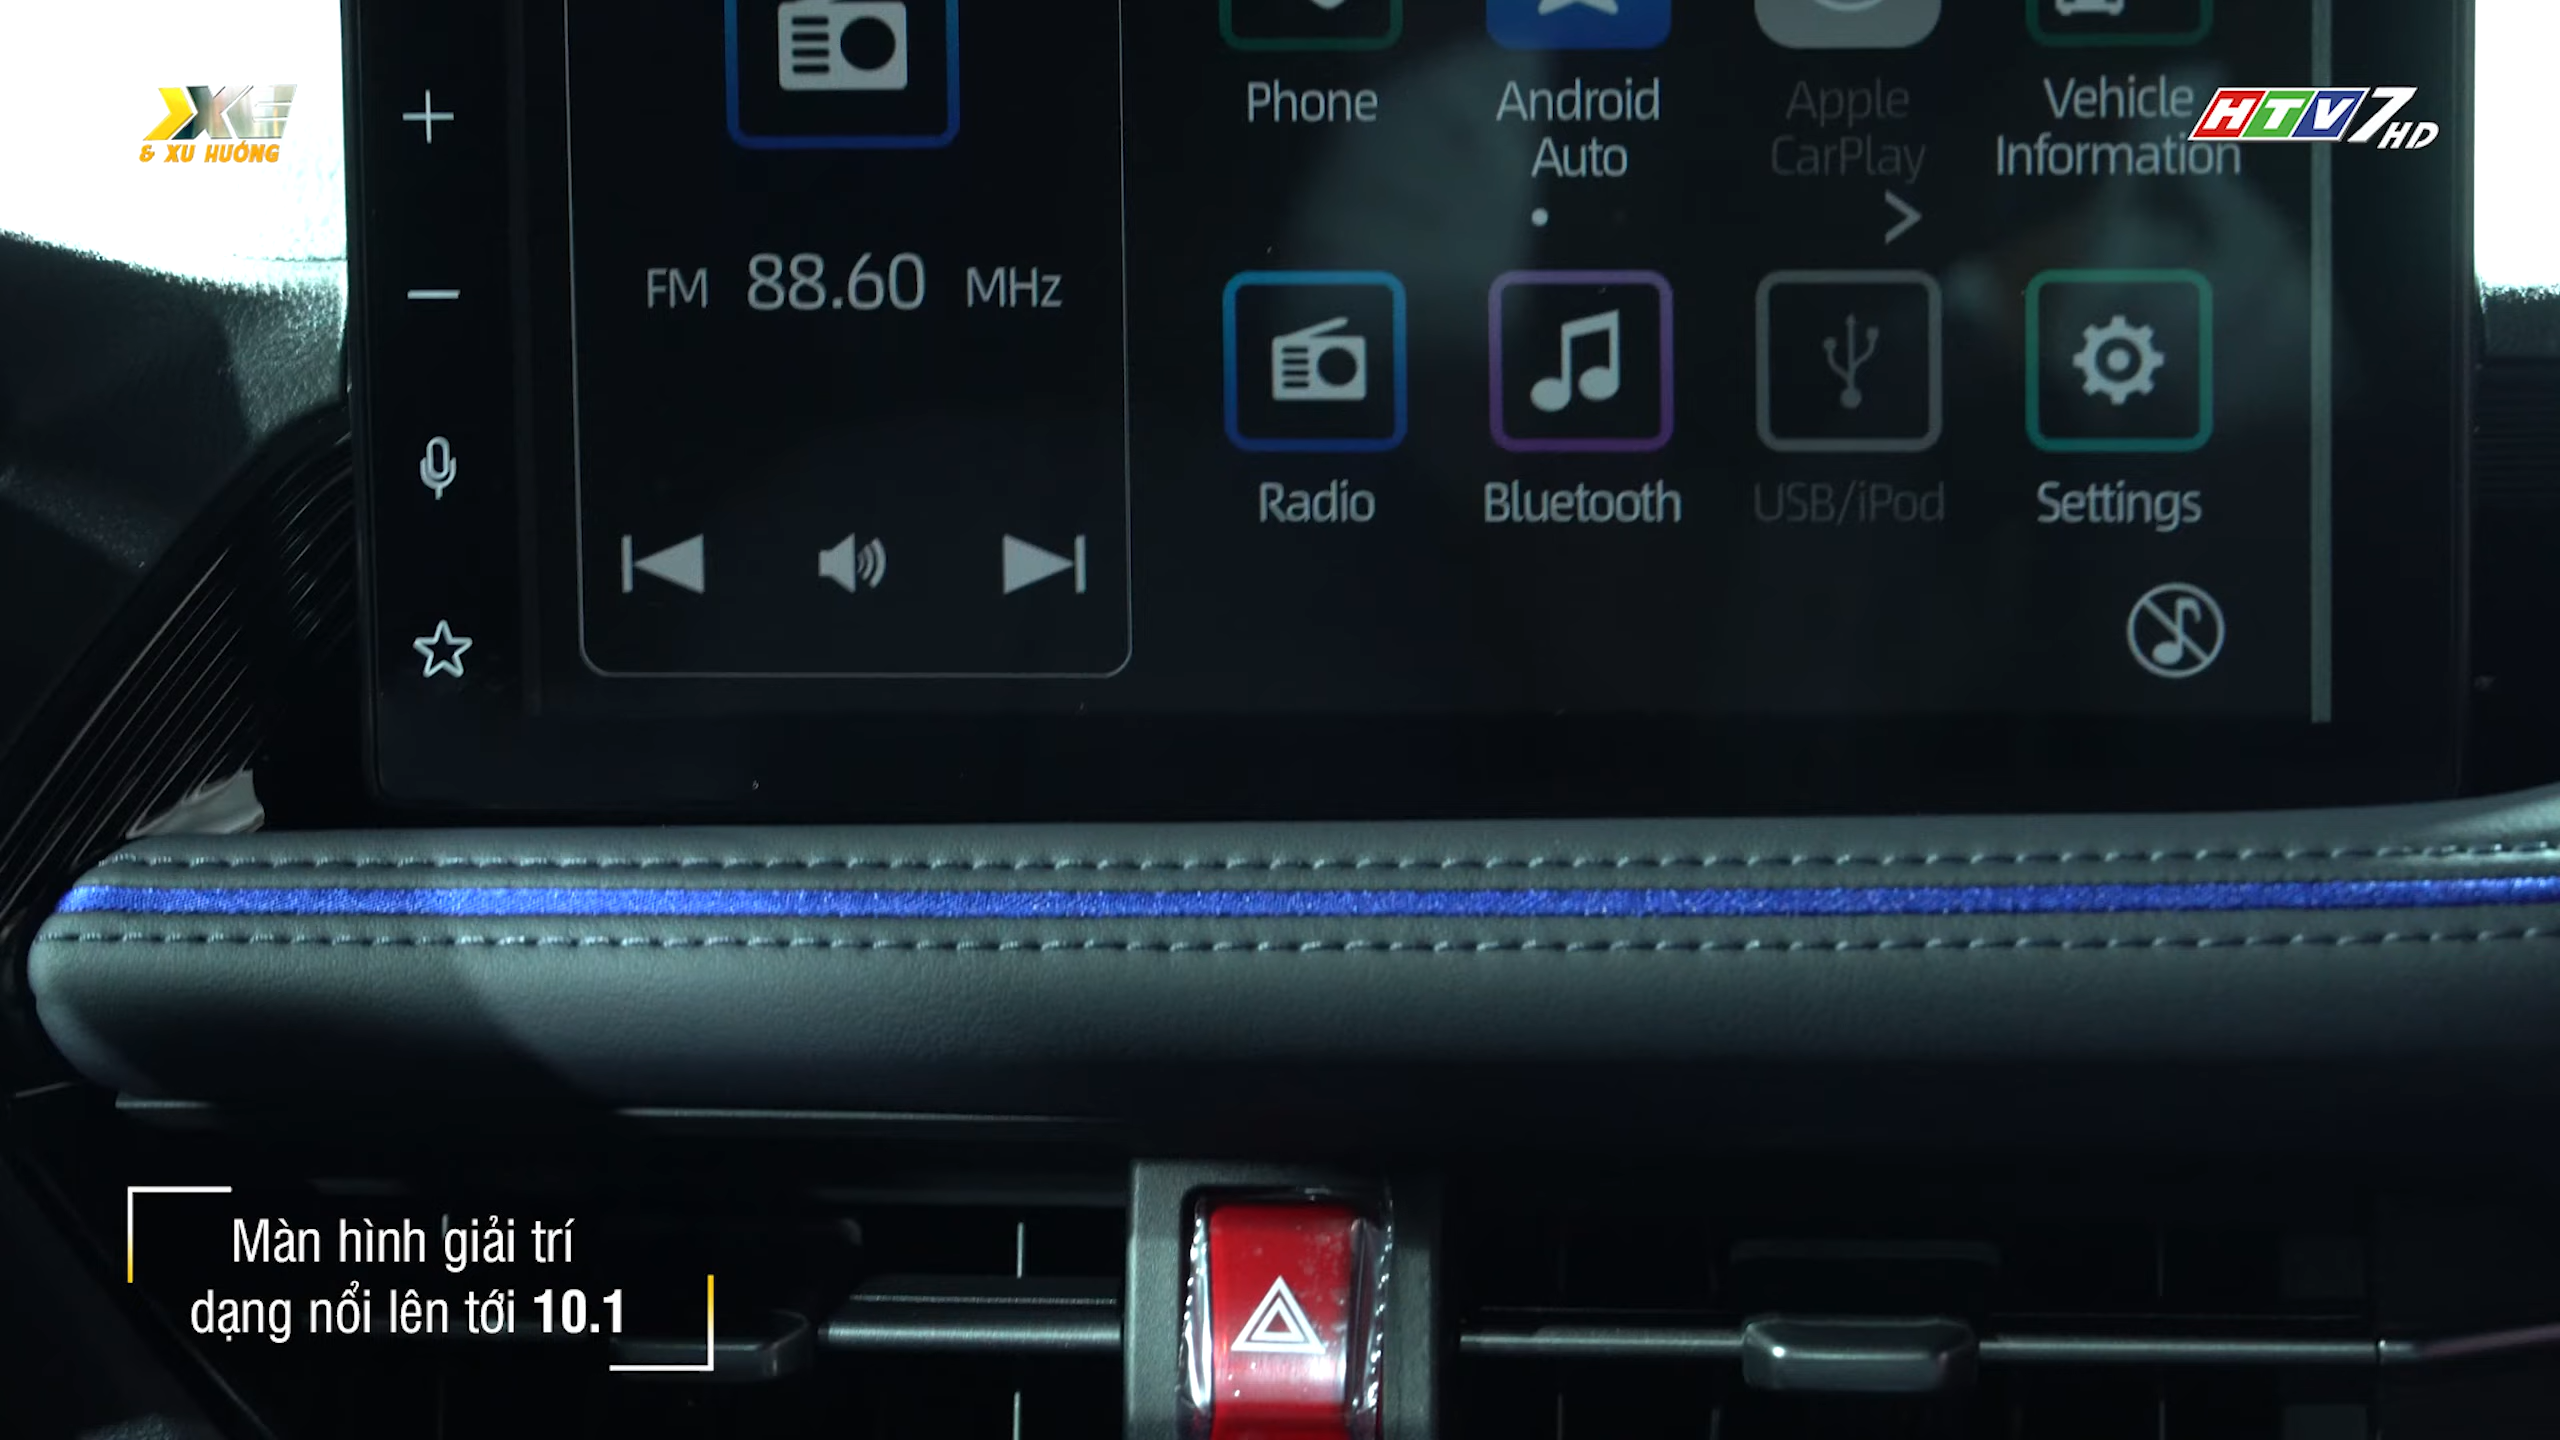 XE
& XU HƯỚNG
HTV7 HD
Phone
Android
Auto
Apple
CarPlay
Vehicle
Information
FM 88.60 MHz
Radio
Bluetooth
USB/iPod
Settings
Màn hình giải trí
dạng nổi lên tới 10.1